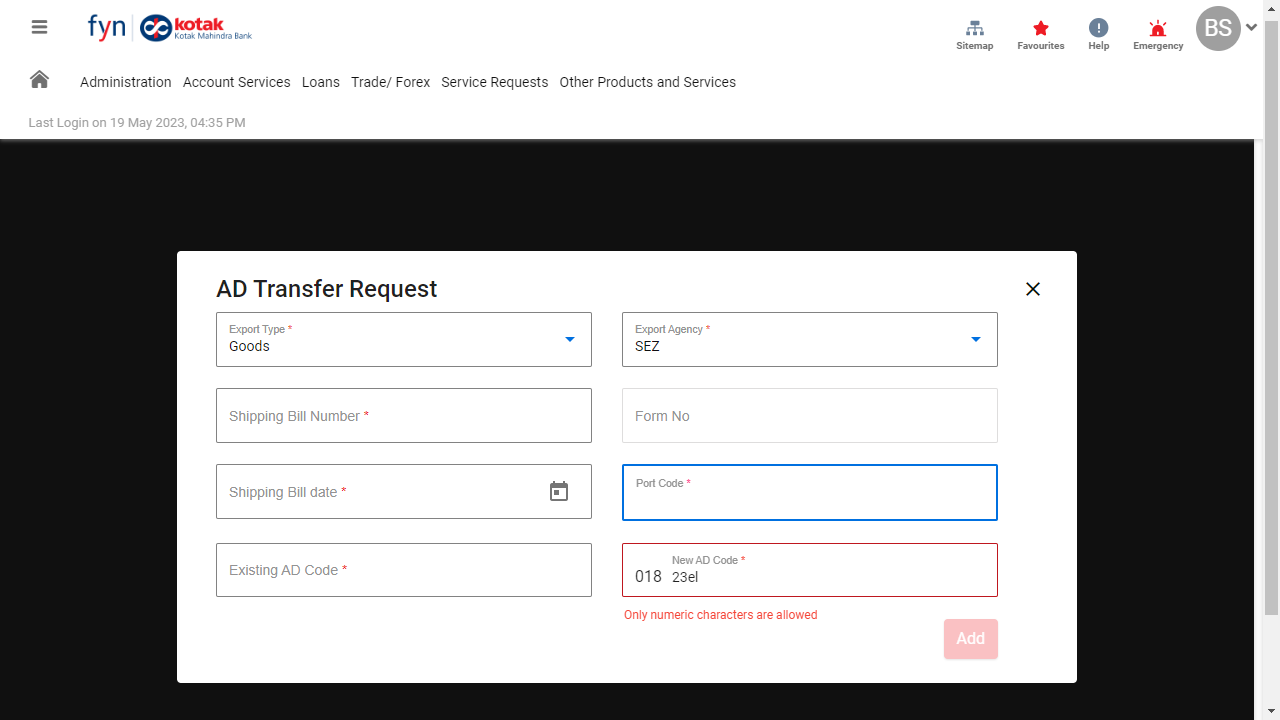 fyn kotak
Kotak Mahindra Bank
Sitemap Favourites Help Emergency
BS
Administration Account Services Loans Trade/ Forex Service Requests Other Products and Services
Last Login on 19 May 2023, 04:35 PM
AD Transfer Request
Export Type *
Goods
Export Agency *
SEZ
Shipping Bill Number *
Form No
Shipping Bill date *
Port Code *
Existing AD Code *
New AD Code *
018 23el
Only numeric characters are allowed
Add